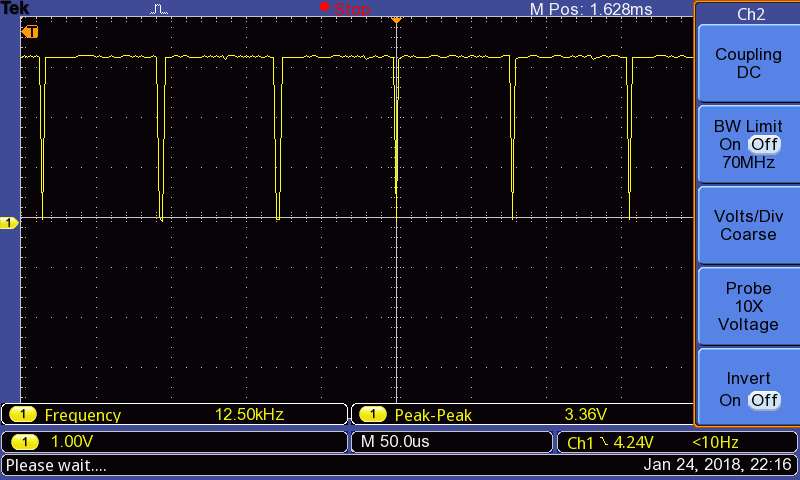 Tek
Stop
M Pos: 1.628ms
Ch2
T
Coupling
DC
BW Limit
On Off
70MHz
1
Volts/Div
Coarse
Probe
10X
Voltage
Invert
On Off
1 Frequency 12.50kHz
1 Peak-Peak 3.36V
1 1.00V
M 50.0us
Ch1 4.24V <10Hz
Please wait....
Jan 24, 2018, 22:16